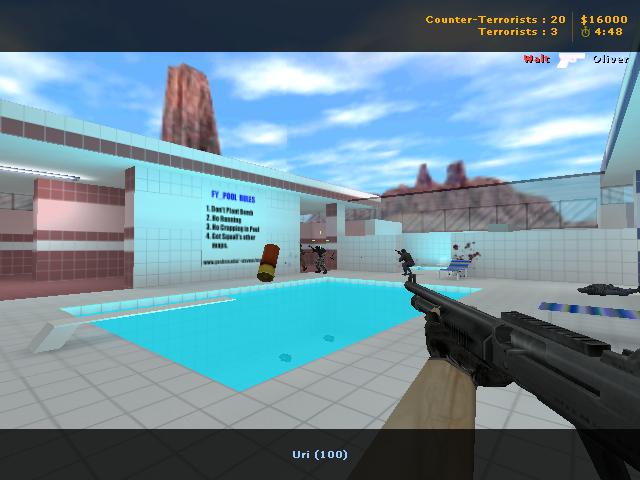 Counter-Terrorists : 20 $16000
Terrorists : 3 4:48
Walt Oliver
FY_POOL RULES
1. Don't Plant Bomb
2. No Running
3. No Crapping in Pool
4. Get Squall's other
maps.
Uri (100)